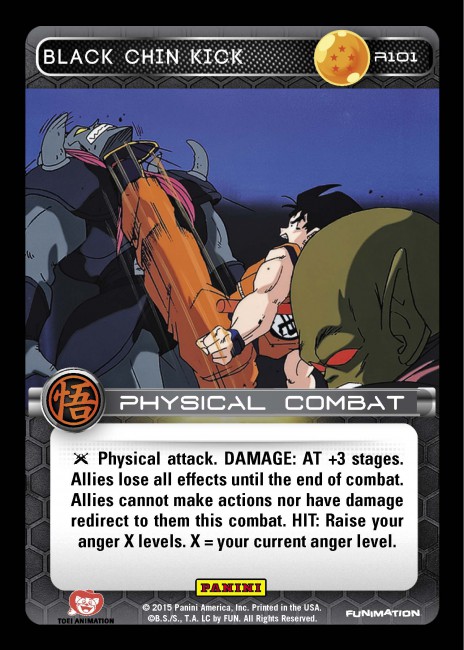 BLACK CHIN KICK
R101
悟
PHYSICAL COMBAT
Physical attack. DAMAGE: AT +3 stages.
Allies lose all effects until the end of combat.
Allies cannot make actions nor have damage
redirect to them this combat. HIT: Raise your
anger X levels. X = your current anger level.
PANINI
TOEI ANIMATION
© 2015 Panini America, Inc. Printed in the USA.
©B.S./S., T.A. LC by FUN. All Rights Reserved.
FUNIMATION